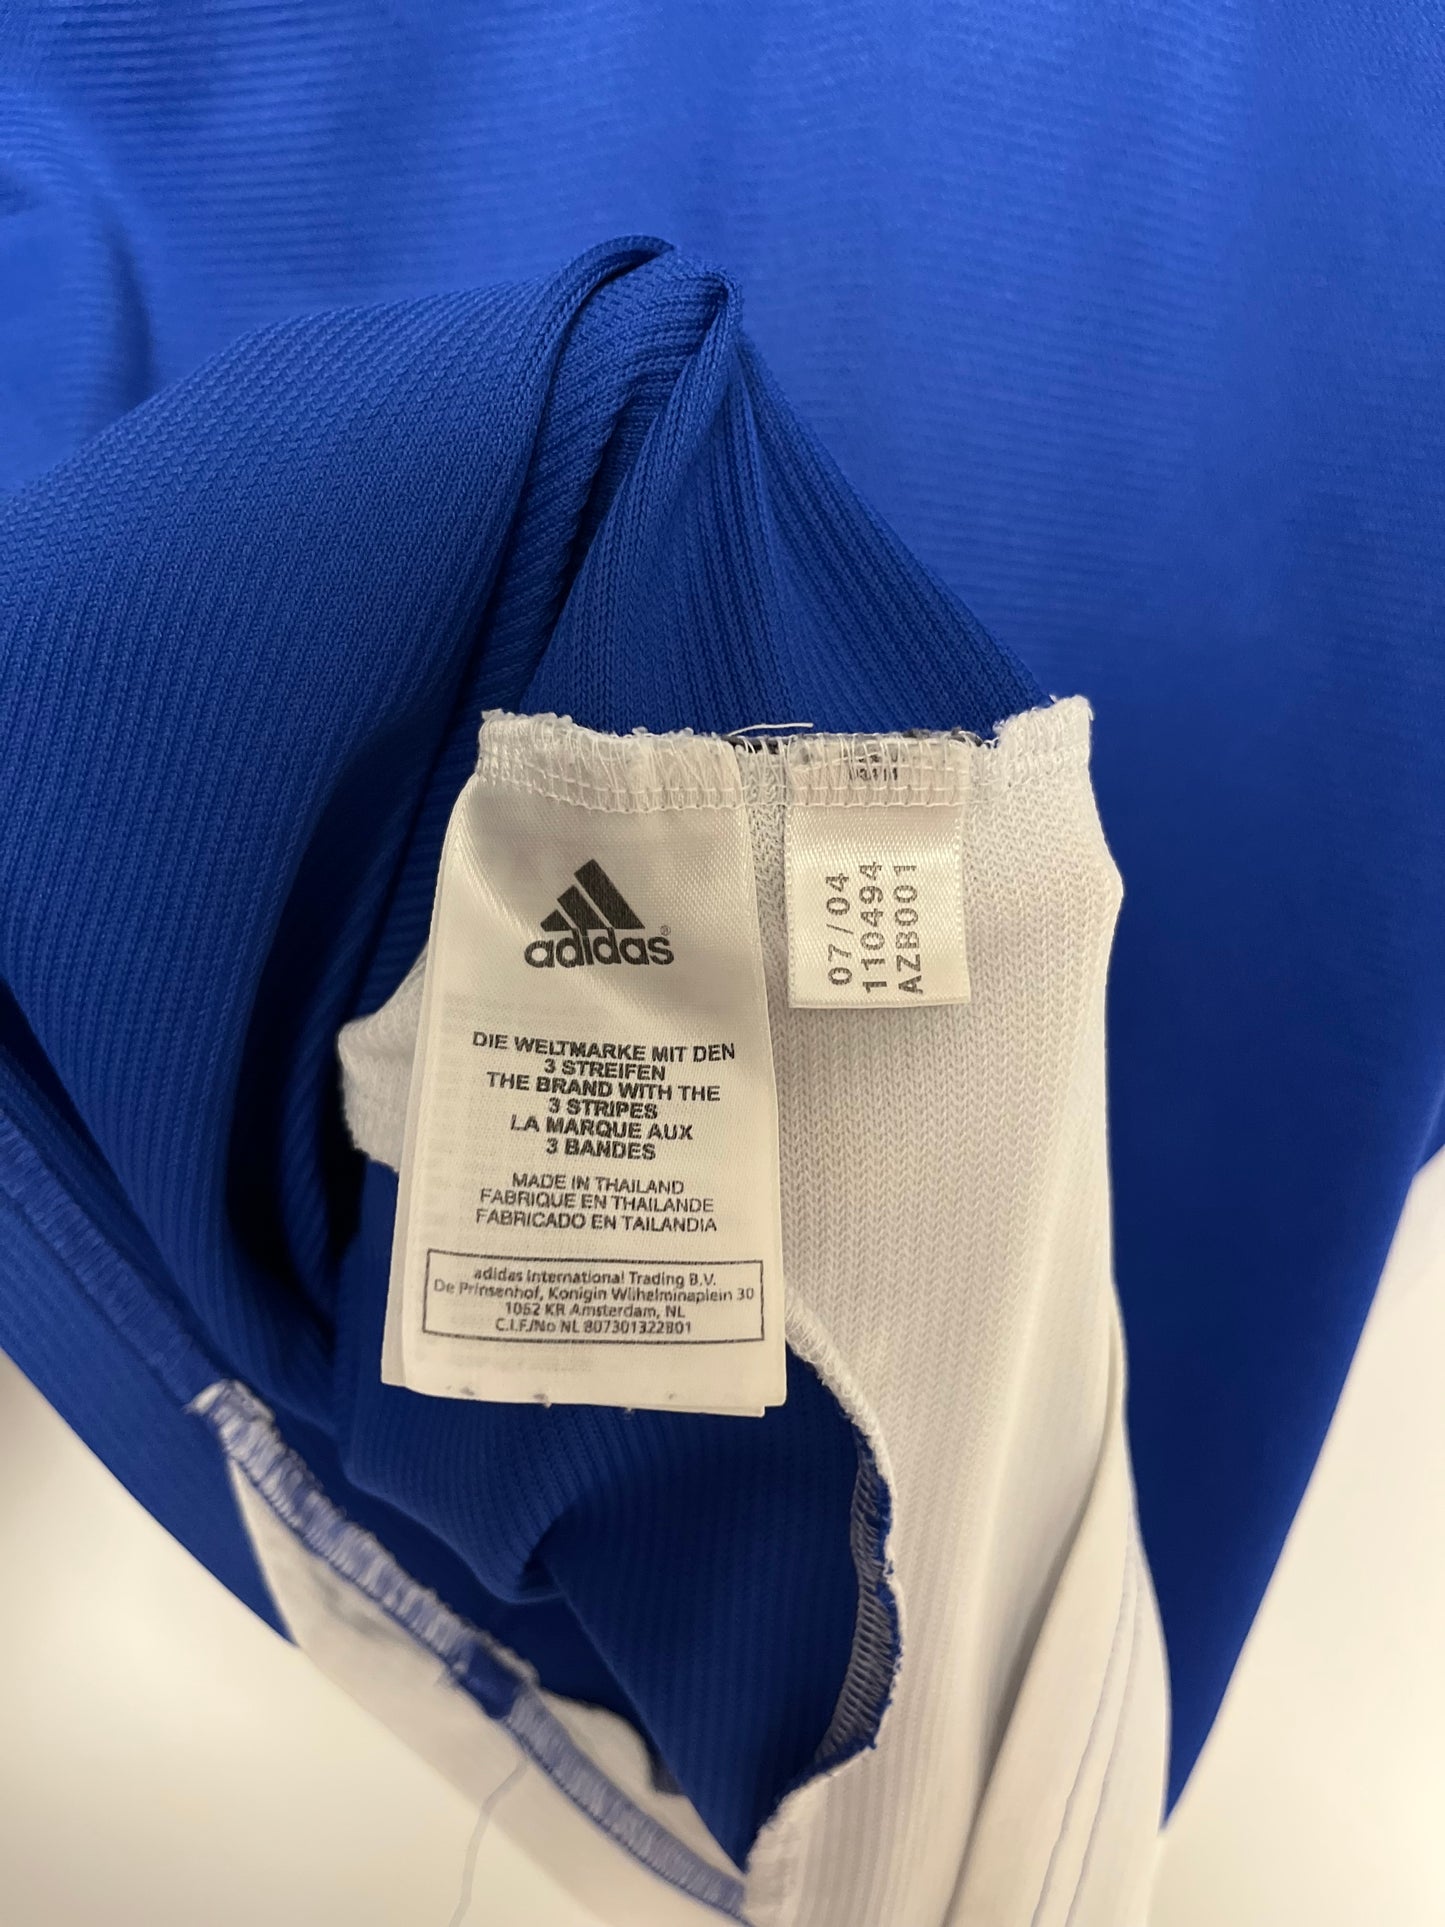 adidas®
DIE WELTMARKE MIT DEN
3 STREIFEN
THE BRAND WITH THE
3 STRIPES
LA MARQUE AUX
3 BANDES
MADE IN THAILAND
FABRIQUE EN THAILANDE
FABRICADO EN TAILANDIA
adidas International Trading B.V.
De Prinsenhof, Konigin Wilhelminaplein 30
1062 KR Amsterdam, NL
C.I.F./No NL 807301322B01
07/04
110494
AZB001